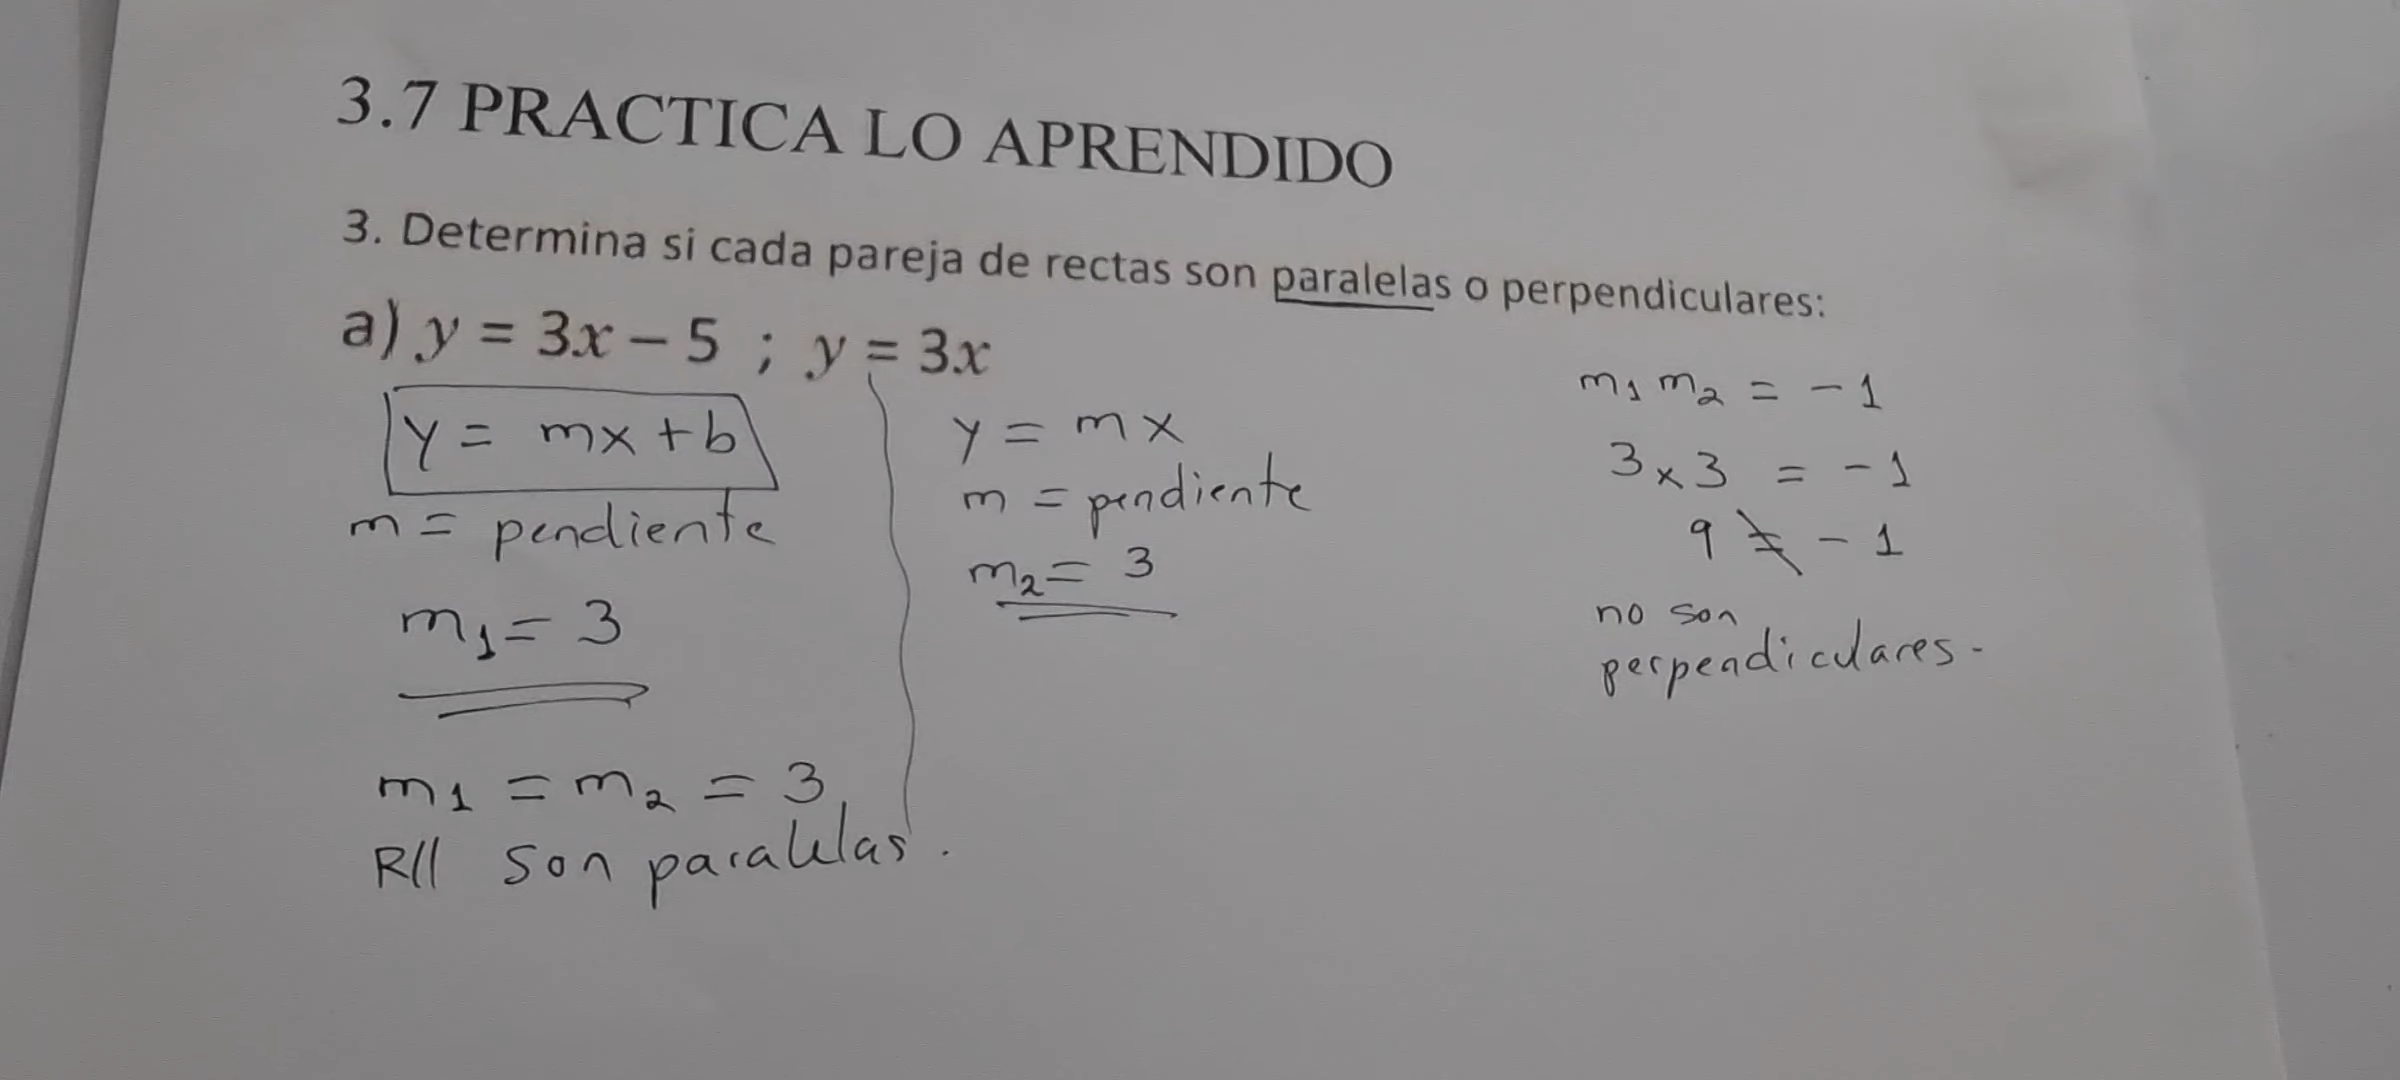 3.7 PRACTICA LO APRENDIDO
3. Determina si cada pareja de rectas son paralelas o perpendiculares:
a) y = 3x – 5 ; y = 3x
y = mx + b
m = pendiente
m₁ = 3
m₁ = m₂ = 3
R// son paralelas.
y = mx
m = pendiente
m₂ = 3
m₁ m₂ = -1
3 x 3 = -1
9 ≠ -1
no son
perpendiculares.